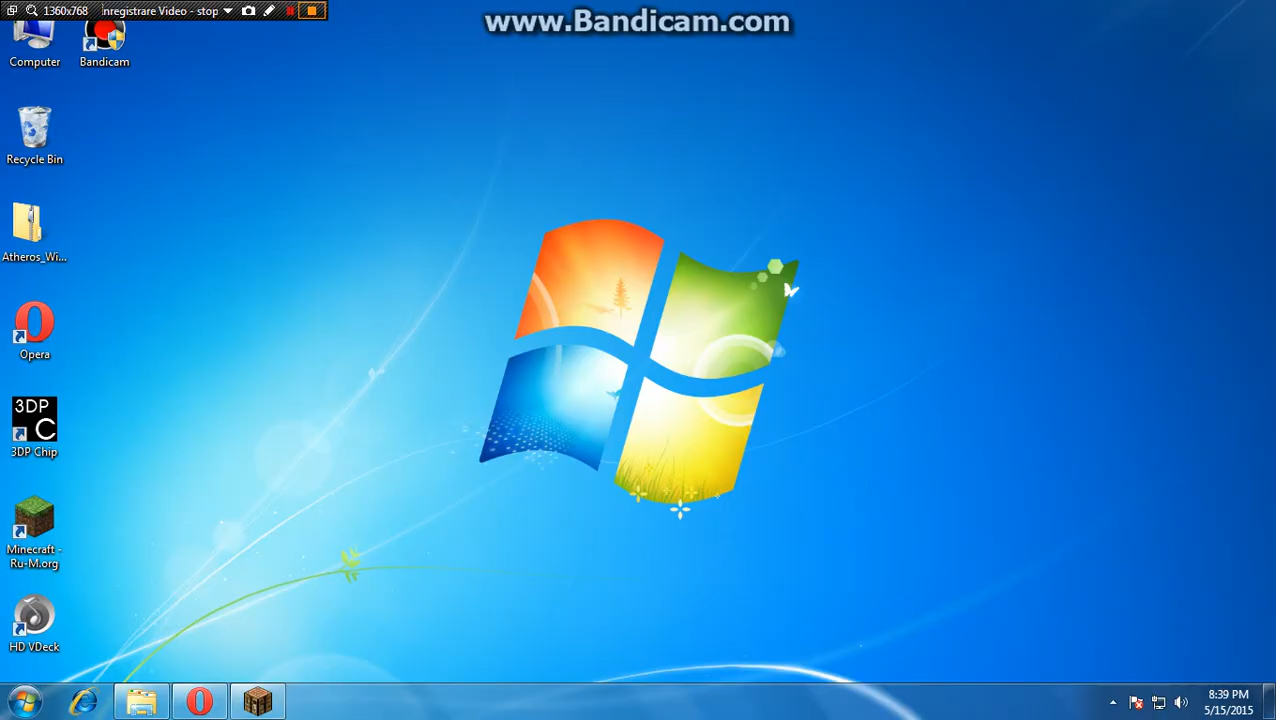 1360x768
nregistrare Video - stop
www.Bandicam.com
Computer
Bandicam
Recycle Bin
Atheros_Wi...
Opera
3DP
C
3DP Chip
Minecraft -
Ru-M.org
HD VDeck
8:39 PM
5/15/2015